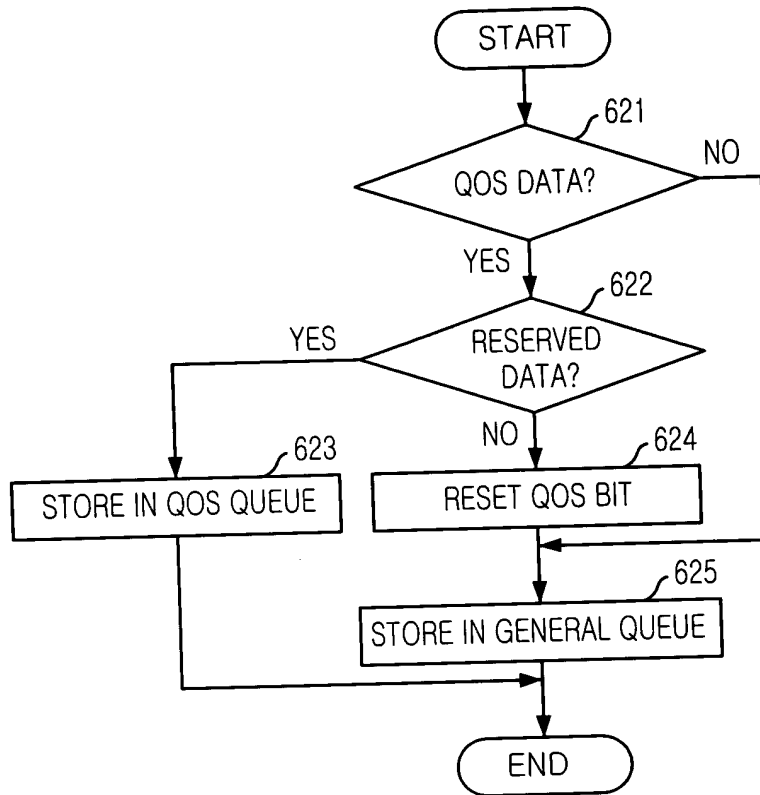 START
621
QOS DATA?
NO
YES
622
RESERVED
DATA?
YES
NO
623
STORE IN QOS QUEUE
624
RESET QOS BIT
625
STORE IN GENERAL QUEUE
END